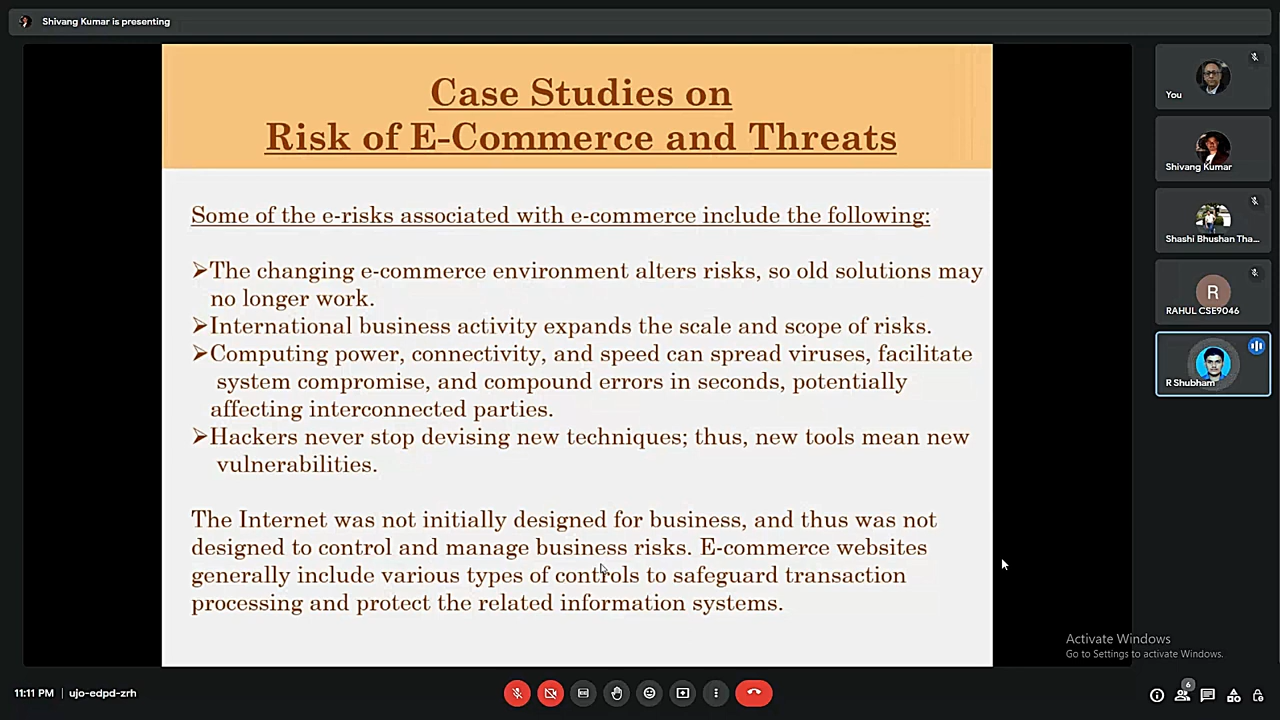 Shivang Kumar is presenting
Case Studies on
Risk of E-Commerce and Threats
Some of the e-risks associated with e-commerce include the following:
➢The changing e-commerce environment alters risks, so old solutions may
no longer work.
➢International business activity expands the scale and scope of risks.
➢Computing power, connectivity, and speed can spread viruses, facilitate
system compromise, and compound errors in seconds, potentially
affecting interconnected parties.
➢Hackers never stop devising new techniques; thus, new tools mean new
vulnerabilities.
The Internet was not initially designed for business, and thus was not
designed to control and manage business risks. E-commerce websites
generally include various types of controls to safeguard transaction
processing and protect the related information systems.
You
Shivang Kumar
Shashi Bhushan Tha...
R
RAHUL CSE9046
R Shubham
Activate Windows
Go to Settings to activate Windows.
11:11 PM | ujo-edpd-zrh
6